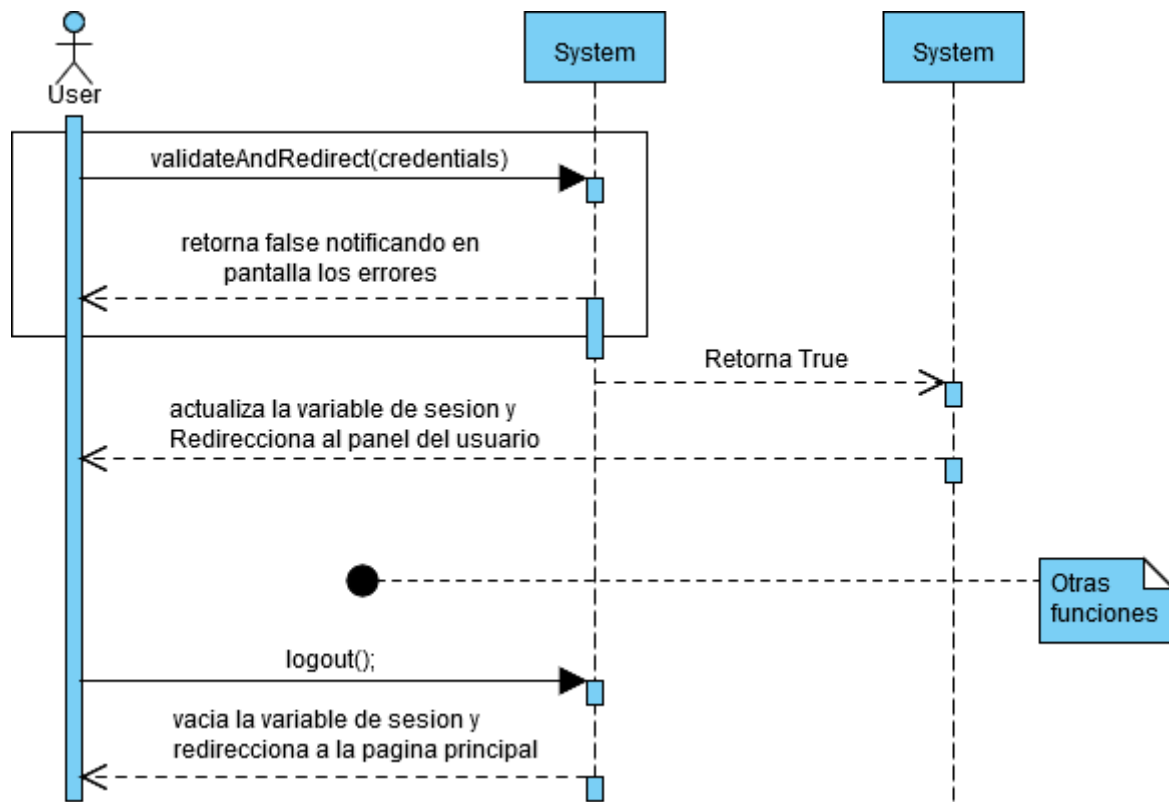 System
System
User
validateAndRedirect(credentials)
retorna false notificando en
pantalla los errores
Retorna True
actualiza la variable de sesion y
Redirecciona al panel del usuario
Otras
funciones
logout();
vacia la variable de sesion y
redirecciona a la pagina principal